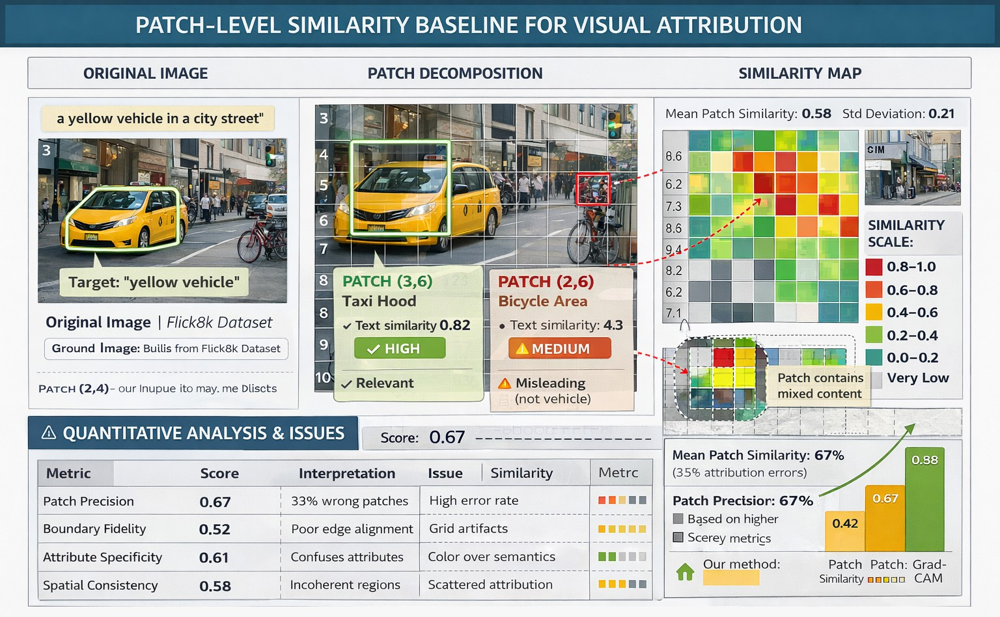 PATCH-LEVEL SIMILARITY BASELINE FOR VISUAL ATTRIBUTION
ORIGINAL IMAGE
PATCH DECOMPOSITION
SIMILARITY MAP
a yellow vehicle in a city street"
3
Target: "yellow vehicle"
Original Image | Flick8k Dataset
Ground Image: Builis from Flick8K Dataset
PATCH (2,4)– our Inupue ito may. me Dliscts
3
4
5
6
7
8
8
9
10
PATCH (3,6)
Taxi Hood
✓ Text similarity 0.82
✓ HIGH
✓ Relevant
PATCH (2,6)
Bicycle Area
• Text similarity: 4.3
⚠ MEDIUM
⚠ Misleading
(not vehicle)
Mean Patch Similarity: 0.58 Std Deviation: 0.21
8.6
6.2
7.3
8.6
9.4
8.2
6.2
7.1
CIM
SIMILARITY
SCALE:
0.8–1.0
0.6–0.8
0.4–0.6
0.2–0.4
0.0–0.2
Very Low
Patch contains
mixed content
⚠ QUANTITATIVE ANALYSIS & ISSUES
Score: 0.67
Metric Score Interpretation Issue Similarity Metrc
Patch Precision 0.67 33% wrong patches High error rate
Boundary Fidelity 0.52 Poor edge alignment Grid artifacts
Attribute Specificity 0.61 Confuses attributes Color over semantics
Spatial Consistency 0.58 Incoherent regions Scattered attribution
Mean Patch Similarity: 67%
(35% attribution errors)
Patch Precisior: 67%
Based on higher
Scerey metrics
Our method:
0.42
0.67
0.88
Patch Similarity
Patch:
Grad-CAM